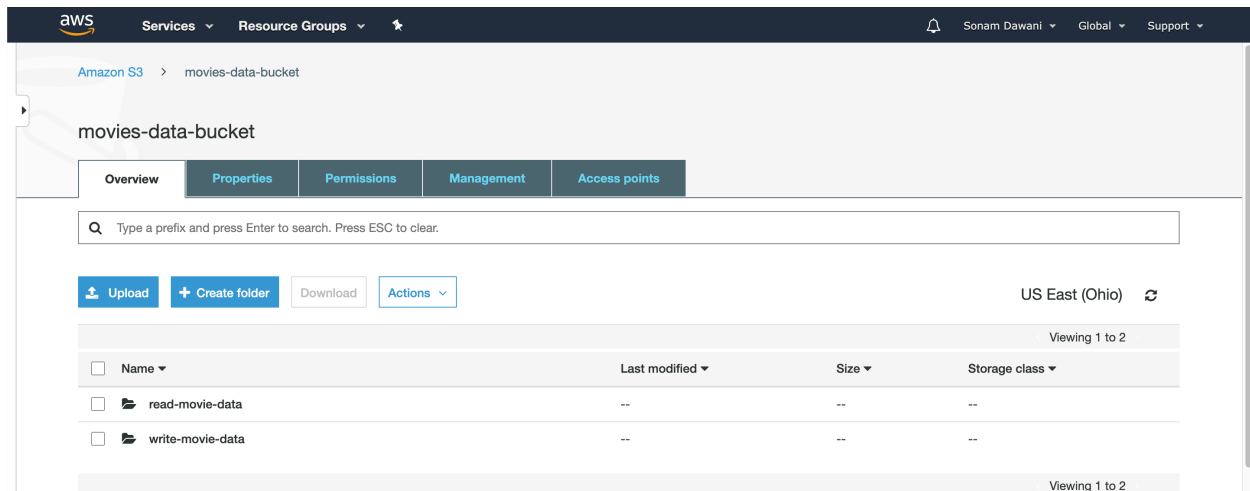 aws Services Resource Groups Sonam Dawani Global Support
Amazon S3 > movies-data-bucket
movies-data-bucket
Overview Properties Permissions Management Access points
Type a prefix and press Enter to search. Press ESC to clear.
Upload + Create folder Download Actions US East (Ohio)
Viewing 1 to 2
Name Last modified Size Storage class
read-movie-data -- -- --
write-movie-data -- -- --
Viewing 1 to 2